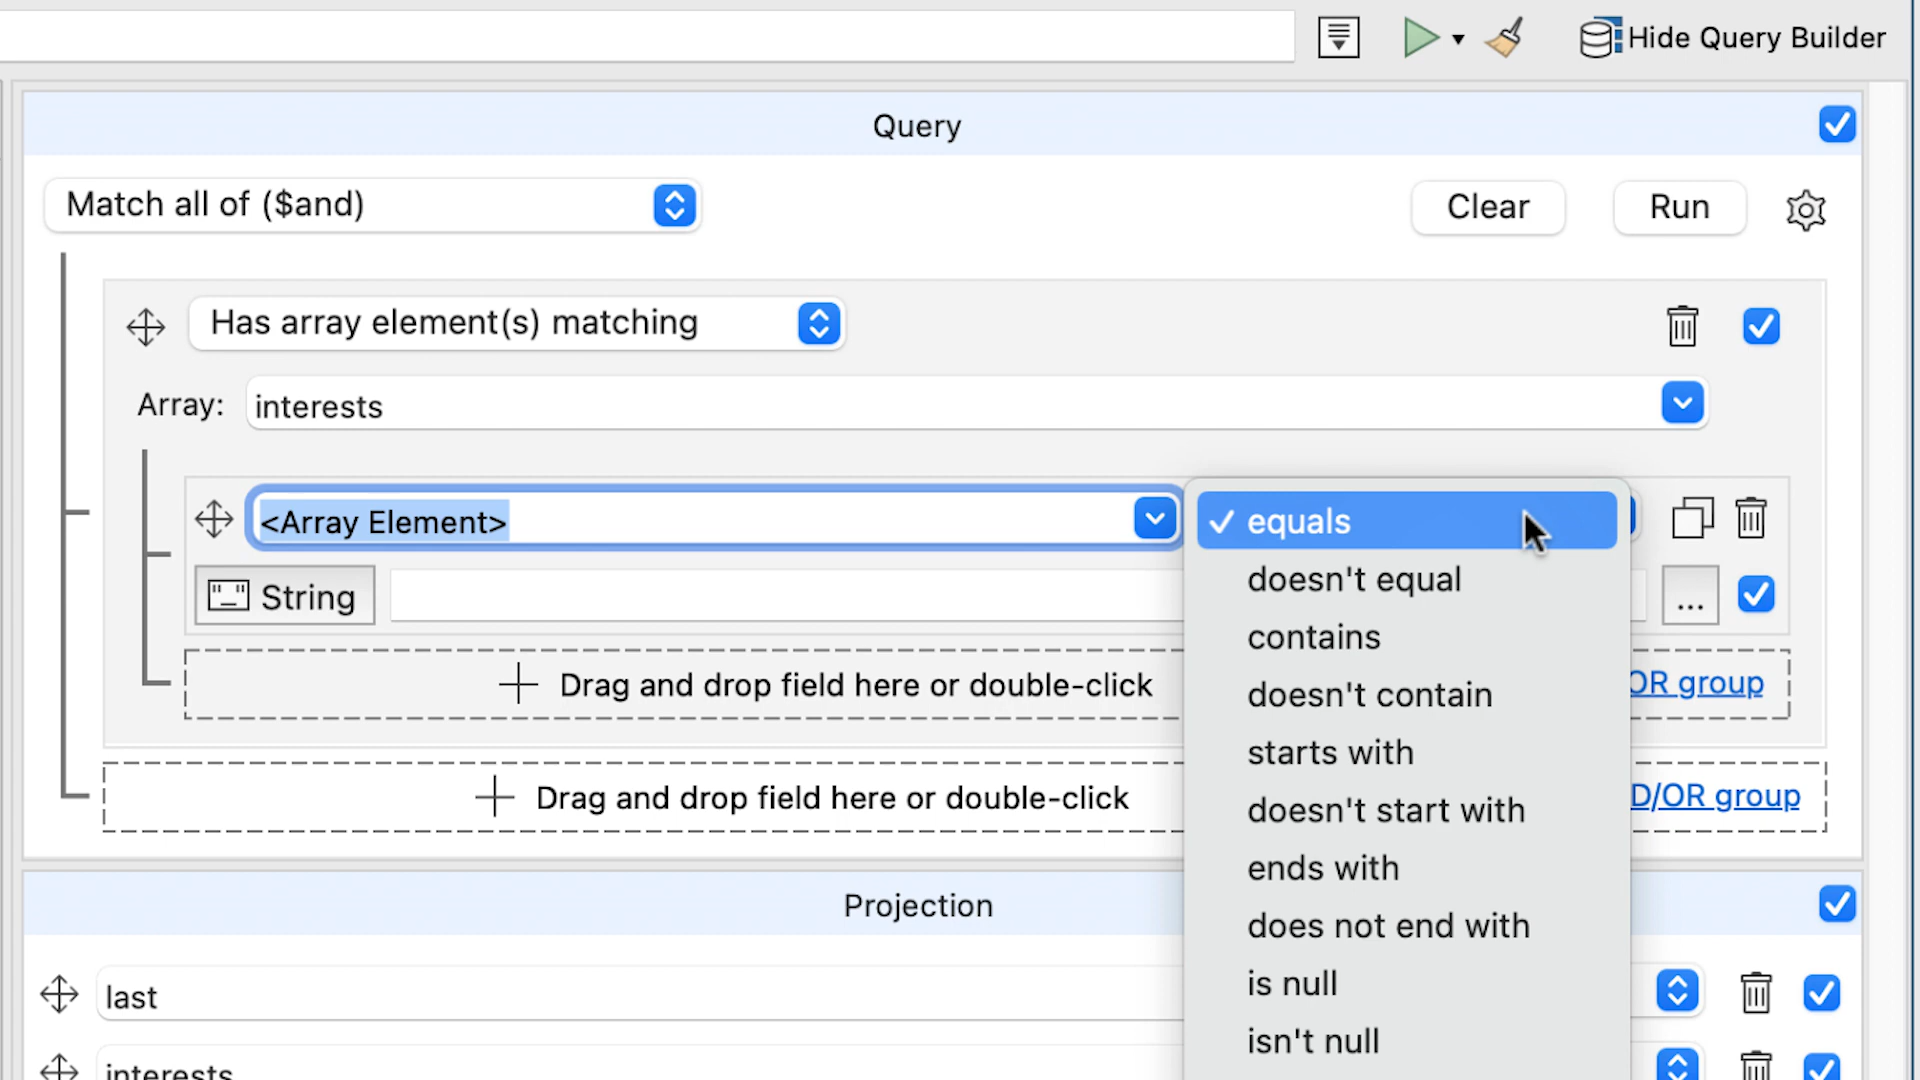 Hide Query Builder
Query
Match all of ($and)
Clear
Run
Has array element(s) matching
Array: interests
<Array Element>
equals
doesn't equal
String
...
contains
Drag and drop field here or double-click
OR group
doesn't contain
starts with
Drag and drop field here or double-click
D/OR group
doesn't start with
ends with
Projection
does not end with
last
is null
isn't null
interests